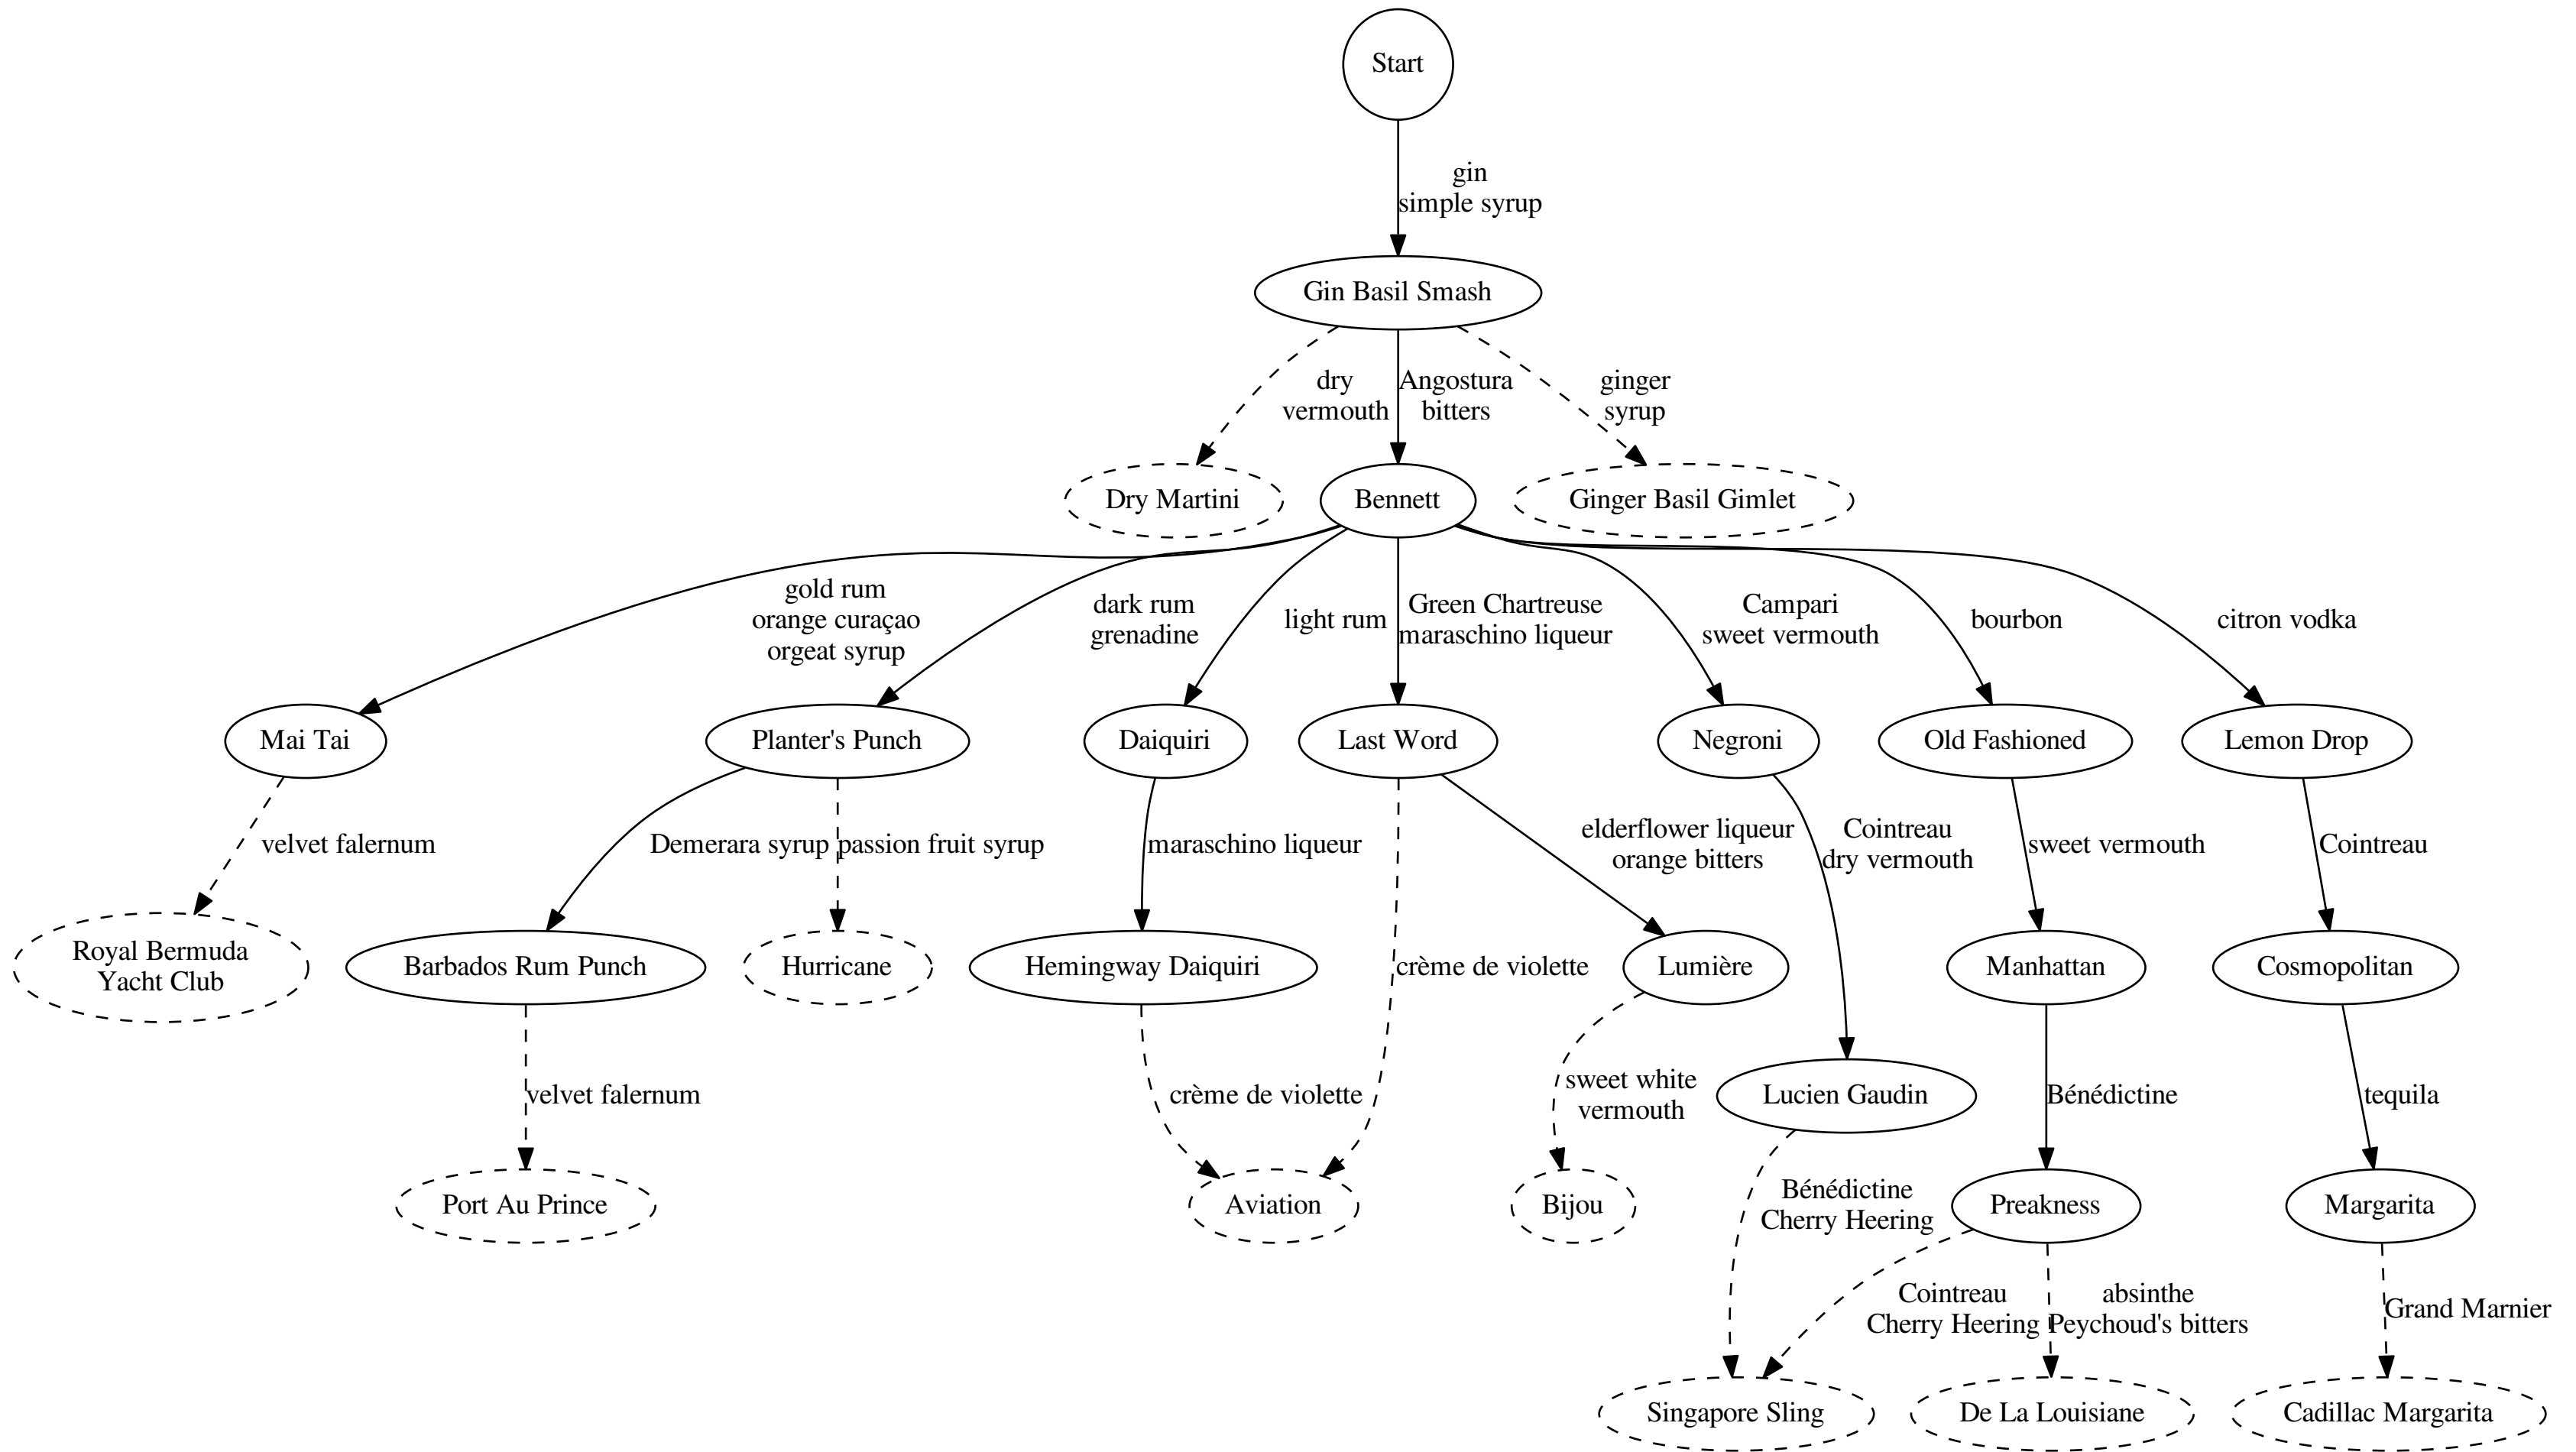 Start
gin
simple syrup
Gin Basil Smash
dry
vermouth
Angostura
bitters
ginger
syrup
Dry Martini
Bennett
Ginger Basil Gimlet
gold rum
orange curaçao
orgeat syrup
dark rum
grenadine
light rum
Green Chartreuse
maraschino liqueur
Campari
sweet vermouth
bourbon
citron vodka
Mai Tai
Planter's Punch
Daiquiri
Last Word
Negroni
Old Fashioned
Lemon Drop
velvet falernum
Demerara syrup
passion fruit syrup
maraschino liqueur
elderflower liqueur
orange bitters
Cointreau
dry vermouth
sweet vermouth
Cointreau
Royal Bermuda
Yacht Club
Barbados Rum Punch
Hurricane
Hemingway Daiquiri
crème de violette
Lumière
Manhattan
Cosmopolitan
velvet falernum
crème de violette
sweet white
vermouth
Lucien Gaudin
Bénédictine
tequila
Port Au Prince
Aviation
Bijou
Bénédictine
Cherry Heering
Preakness
Margarita
Cointreau
Cherry Heering
absinthe
Peychoud's bitters
Grand Marnier
Singapore Sling
De La Louisiane
Cadillac Margarita